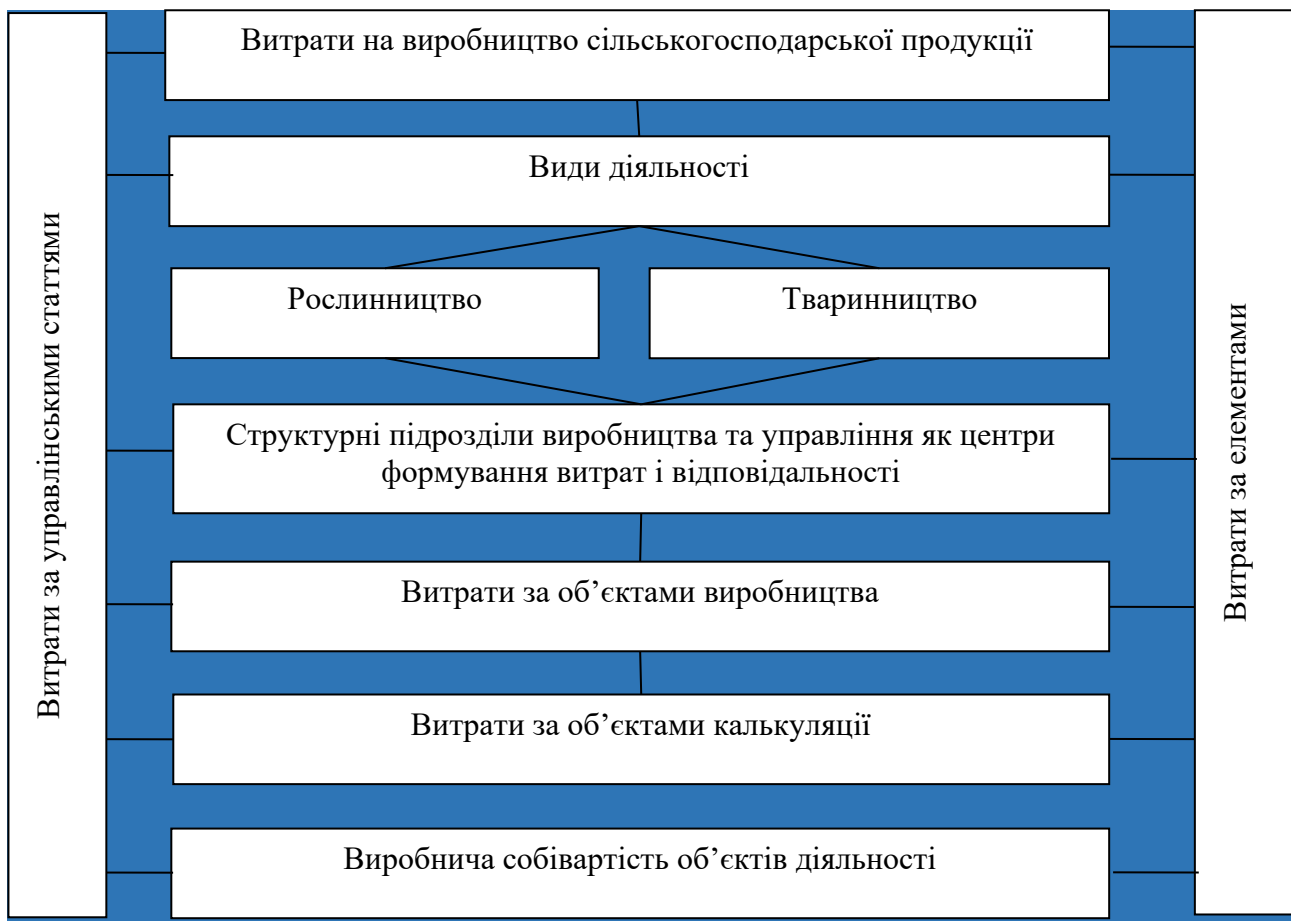 Витрати за управлінськими статтями
Витрати на виробництво сільськогосподарської продукції
Види діяльності
Рослинництво
Тваринництво
Структурні підрозділи виробництва та управління як центри
формування витрат і відповідальності
Витрати за об’єктами виробництва
Витрати за об’єктами калькуляції
Виробнича собівартість об’єктів діяльності
Витрати за елементами